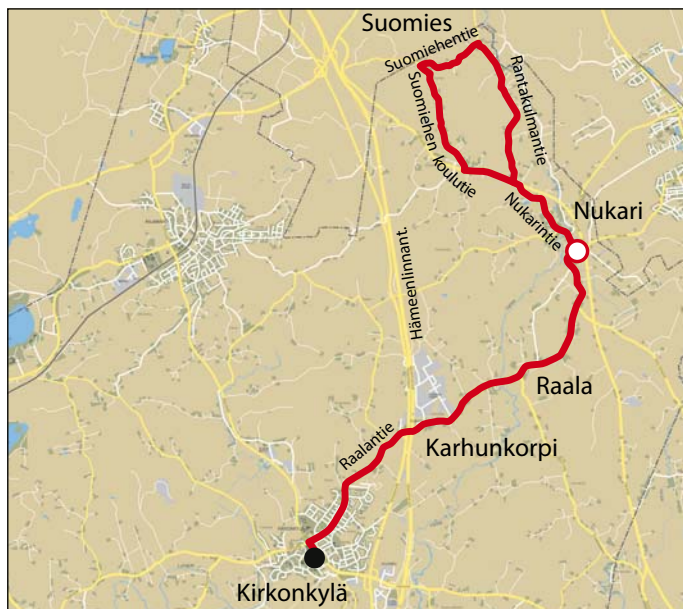 Suomies
Suomiehentie
Rantakulmantie
Suomiehen koulutie
Nukari
Nukarintie
Hämeenlinnant.
Raala
Karhunkorpi
Raalantie
Kirkonkylä